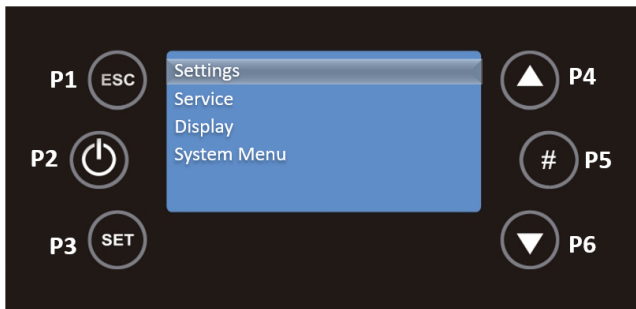 P1 ESC
Settings
P4
Service
Display
P2
# P5
System Menu
P3 SET
P6